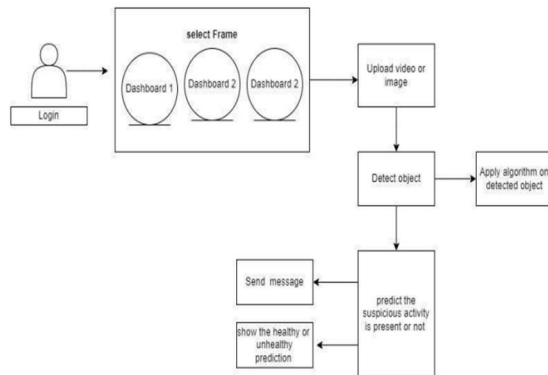 select Frame
Dashboard 1
Dashboard 2
Dashboard 2
Login
Upload video or
image
Detect object
Apply algorithm on
detected object
Send message
predict the
suspicious activity
is present or not
show the healthy or
unhealthy
prediction